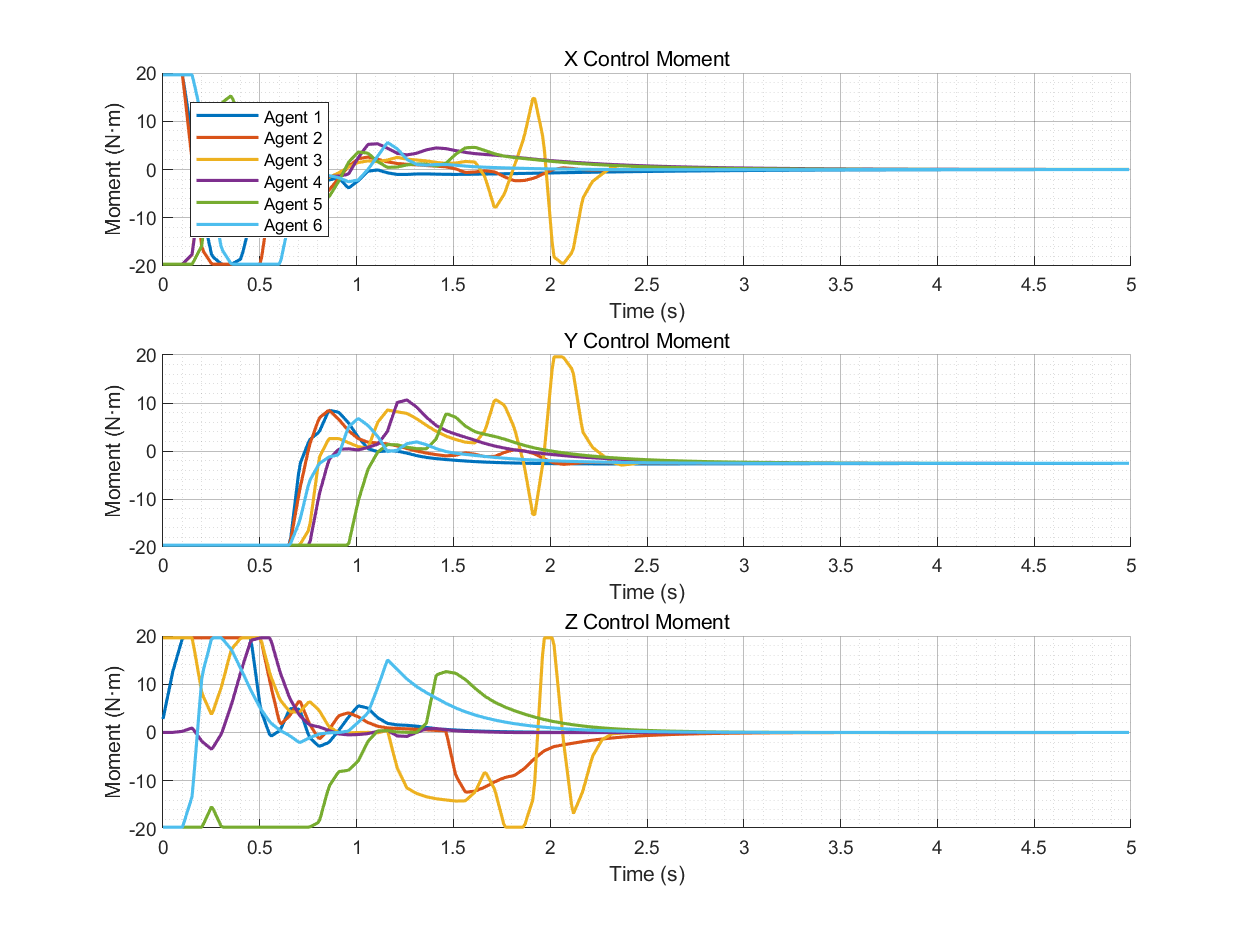 X Control Moment
20
10
0
-10
-20
Moment (N·m)
Agent 1
Agent 2
Agent 3
Agent 4
Agent 5
Agent 6
0 0.5 1 1.5 2 2.5 3 3.5 4 4.5 5
Time (s)
Y Control Moment
20
10
0
-10
-20
Moment (N·m)
0 0.5 1 1.5 2 2.5 3 3.5 4 4.5 5
Time (s)
Z Control Moment
20
10
0
-10
-20
Moment (N·m)
0 0.5 1 1.5 2 2.5 3 3.5 4 4.5 5
Time (s)